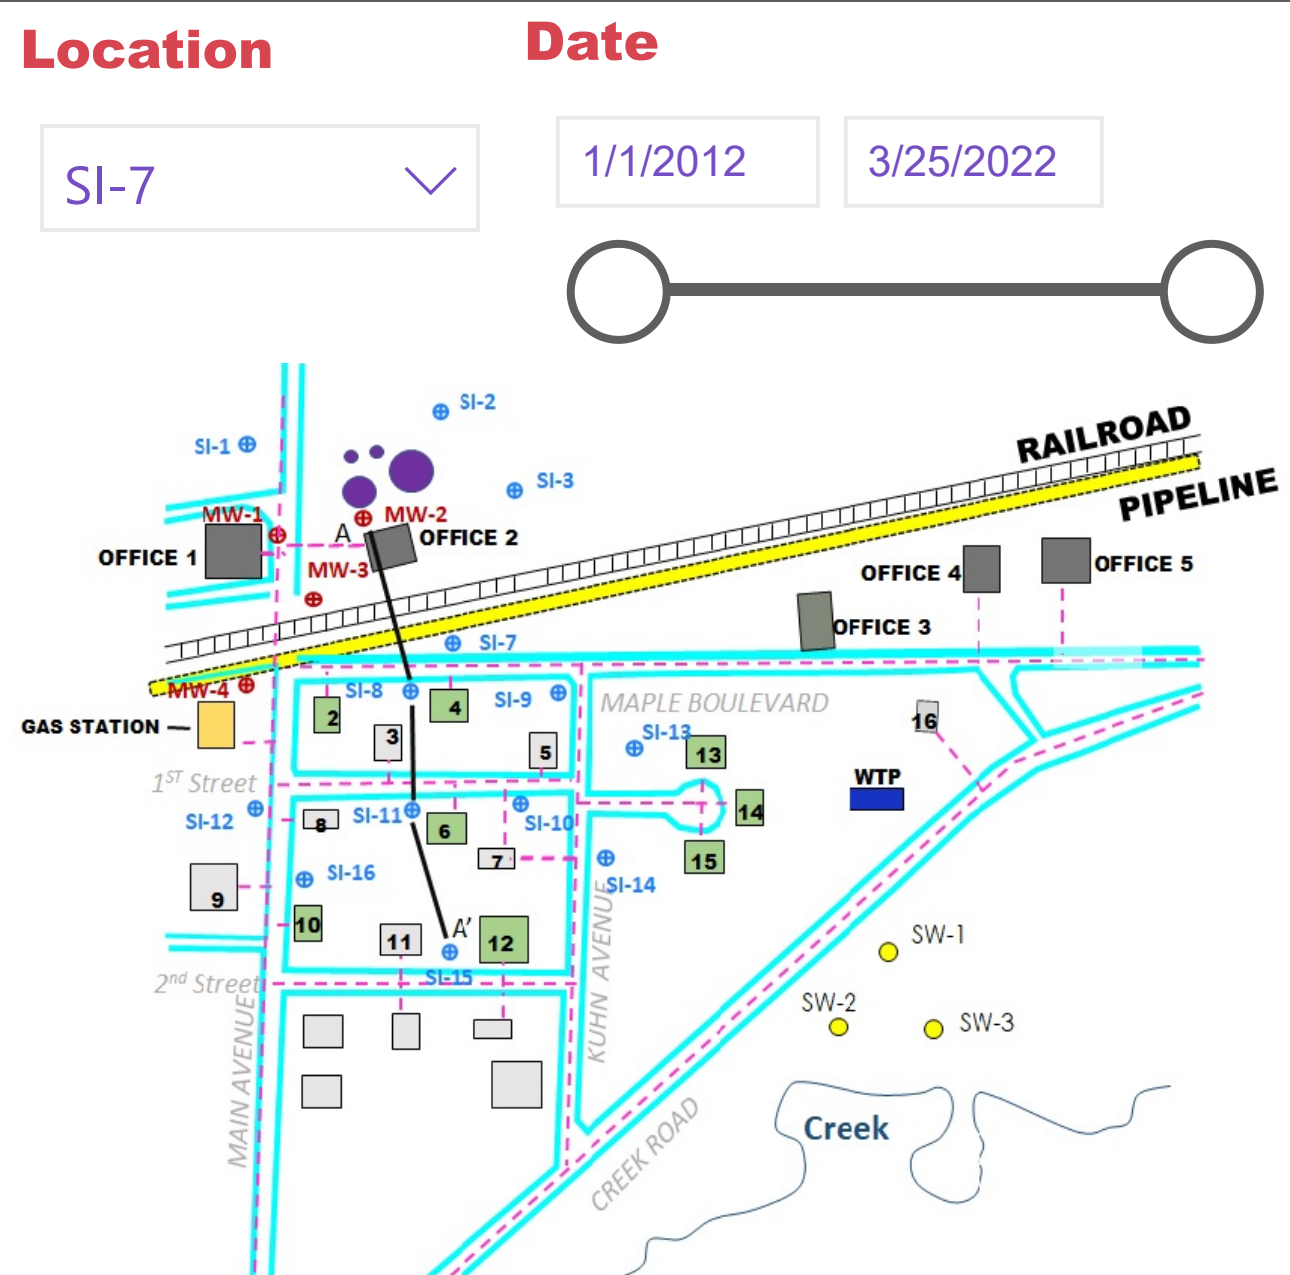 Location
Date
SI-7
1/1/2012
3/25/2022
SI-2
SI-1
SI-3
RAILROAD
PIPELINE
MW-1
MW-2
A
OFFICE 2
OFFICE 1
MW-3
OFFICE 4
OFFICE 5
OFFICE 3
SI-7
MW-4
SI-8
SI-9
MAPLE BOULEVARD
2
4
GAS STATION
3
5
SI-13
13
16
1ST Street
WTP
SI-12
8
SI-11
6
SI-10
14
7
15
SI-16
SI-14
9
10
11
A’
12
SI-15
2nd Street
KUHN AVENUE
MAIN AVENUE
SW-1
SW-2
SW-3
CREEK ROAD
Creek